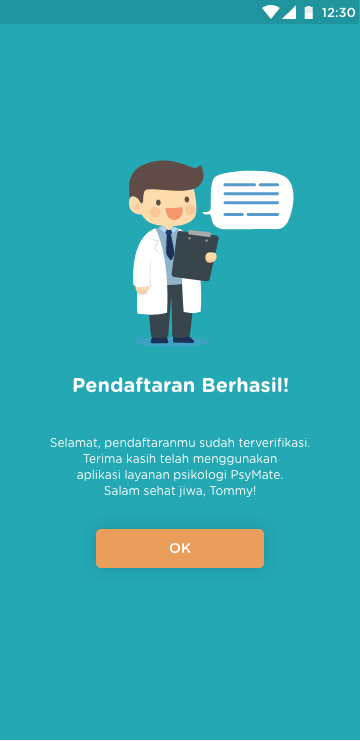 12:30
Pendaftaran Berhasil!
Selamat, pendaftaranmu sudah terverifikasi.
Terima kasih telah menggunakan
aplikasi layanan psikologi PsyMate.
Salam sehat jiwa, Tommy!
OK